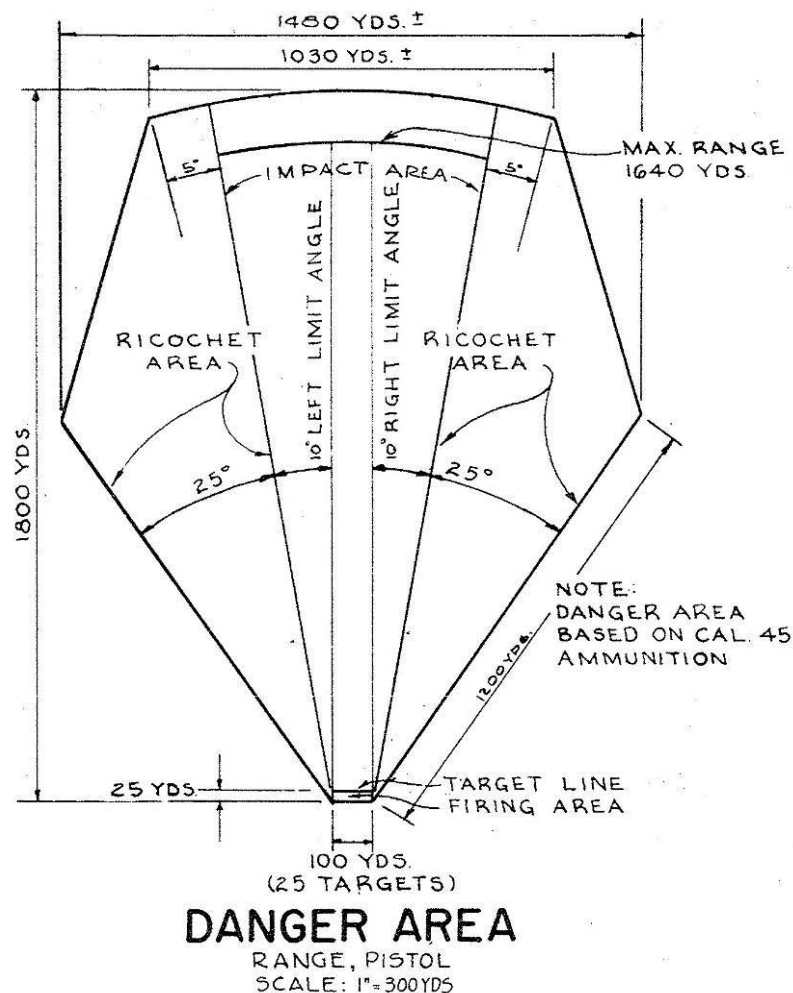 1480 YDS.±
1030 YDS.±
MAX. RANGE
1640 YDS.
5°
IMPACT AREA
5°
10° LEFT LIMIT ANGLE
10° RIGHT LIMIT ANGLE
RICOCHET
AREA
RICOCHET
AREA
25°
25°
1800 YDS.
NOTE:
DANGER AREA
BASED ON CAL. 45
AMMUNITION
1200 YDS.
25 YDS.
TARGET LINE
FIRING AREA
100 YDS.
(25 TARGETS)
DANGER AREA
RANGE, PISTOL
SCALE: 1"=300YDS